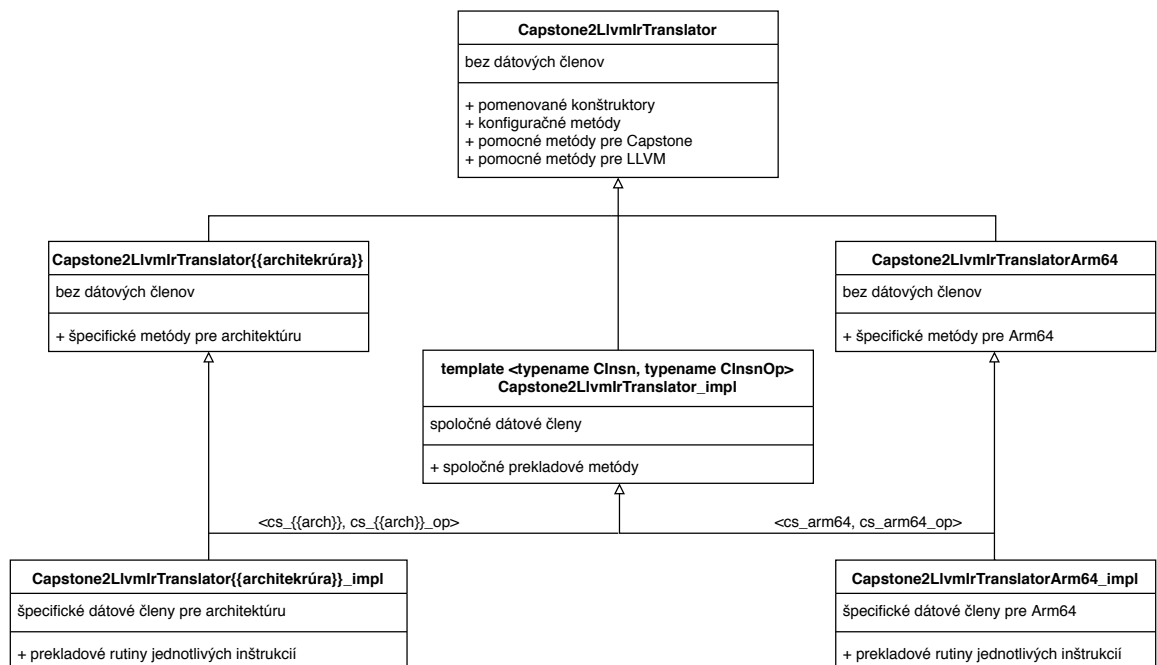 Capstone2LlvmIrTranslator
bez dátových členov
+ pomenované konštruktory
+ konfiguračné metódy
+ pomocné metódy pre Capstone
+ pomocné metódy pre LLVM
Capstone2LlvmIrTranslator{{architekrúra}}
bez dátových členov
+ špecifické metódy pre architektúru
Capstone2LlvmIrTranslatorArm64
bez dátových členov
+ špecifické metódy pre Arm64
template <typename CInsn, typename CInsnOp>
Capstone2LlvmIrTranslator_impl
spoločné dátové členy
+ spoločné prekladové metódy
<cs_{{arch}}, cs_{{arch}}_op>
<cs_arm64, cs_arm64_op>
Capstone2LlvmIrTranslator{{architekrúra}}_impl
špecifické dátové členy pre architektúru
+ prekladové rutiny jednotlivých inštrukcií
Capstone2LlvmIrTranslatorArm64_impl
špecifické dátové členy pre Arm64
+ prekladové rutiny jednotlivých inštrukcií